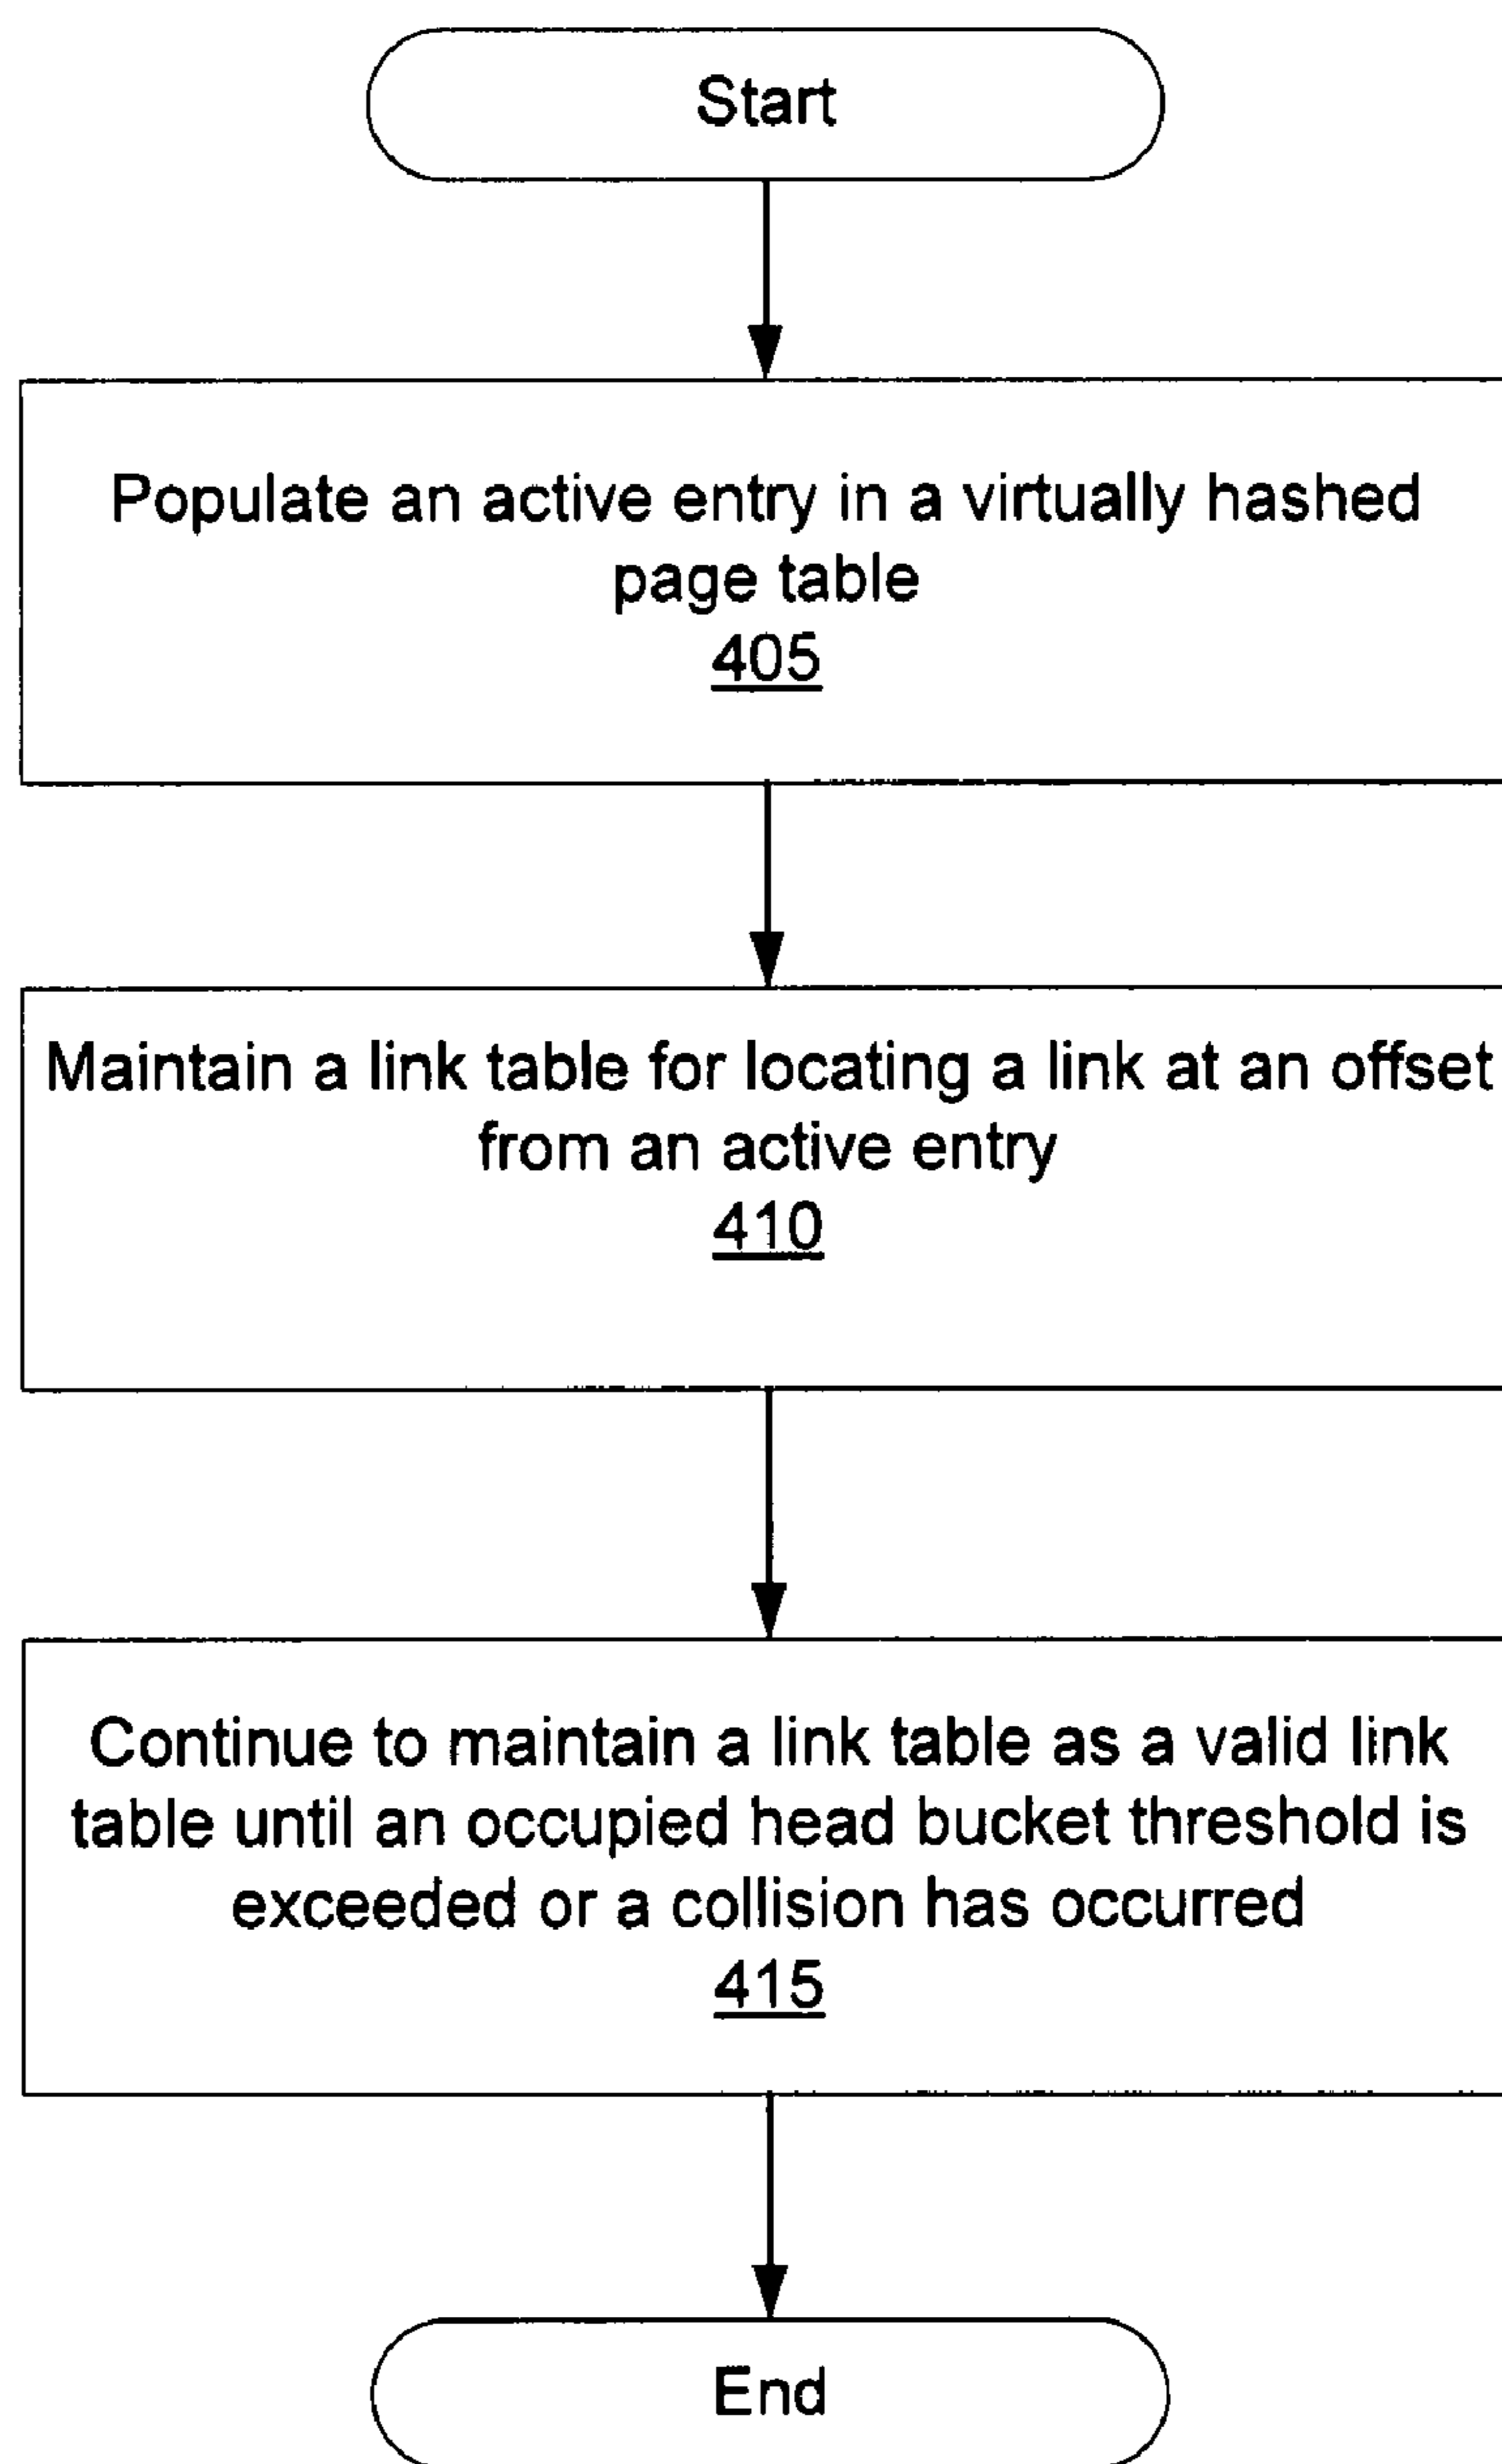 Start
Populate an active entry in a virtually hashed
page table
405
Maintain a link table for locating a link at an offset
from an active entry
410
Continue to maintain a link table as a valid link
table until an occupied head bucket threshold is
exceeded or a collision has occurred
415
End